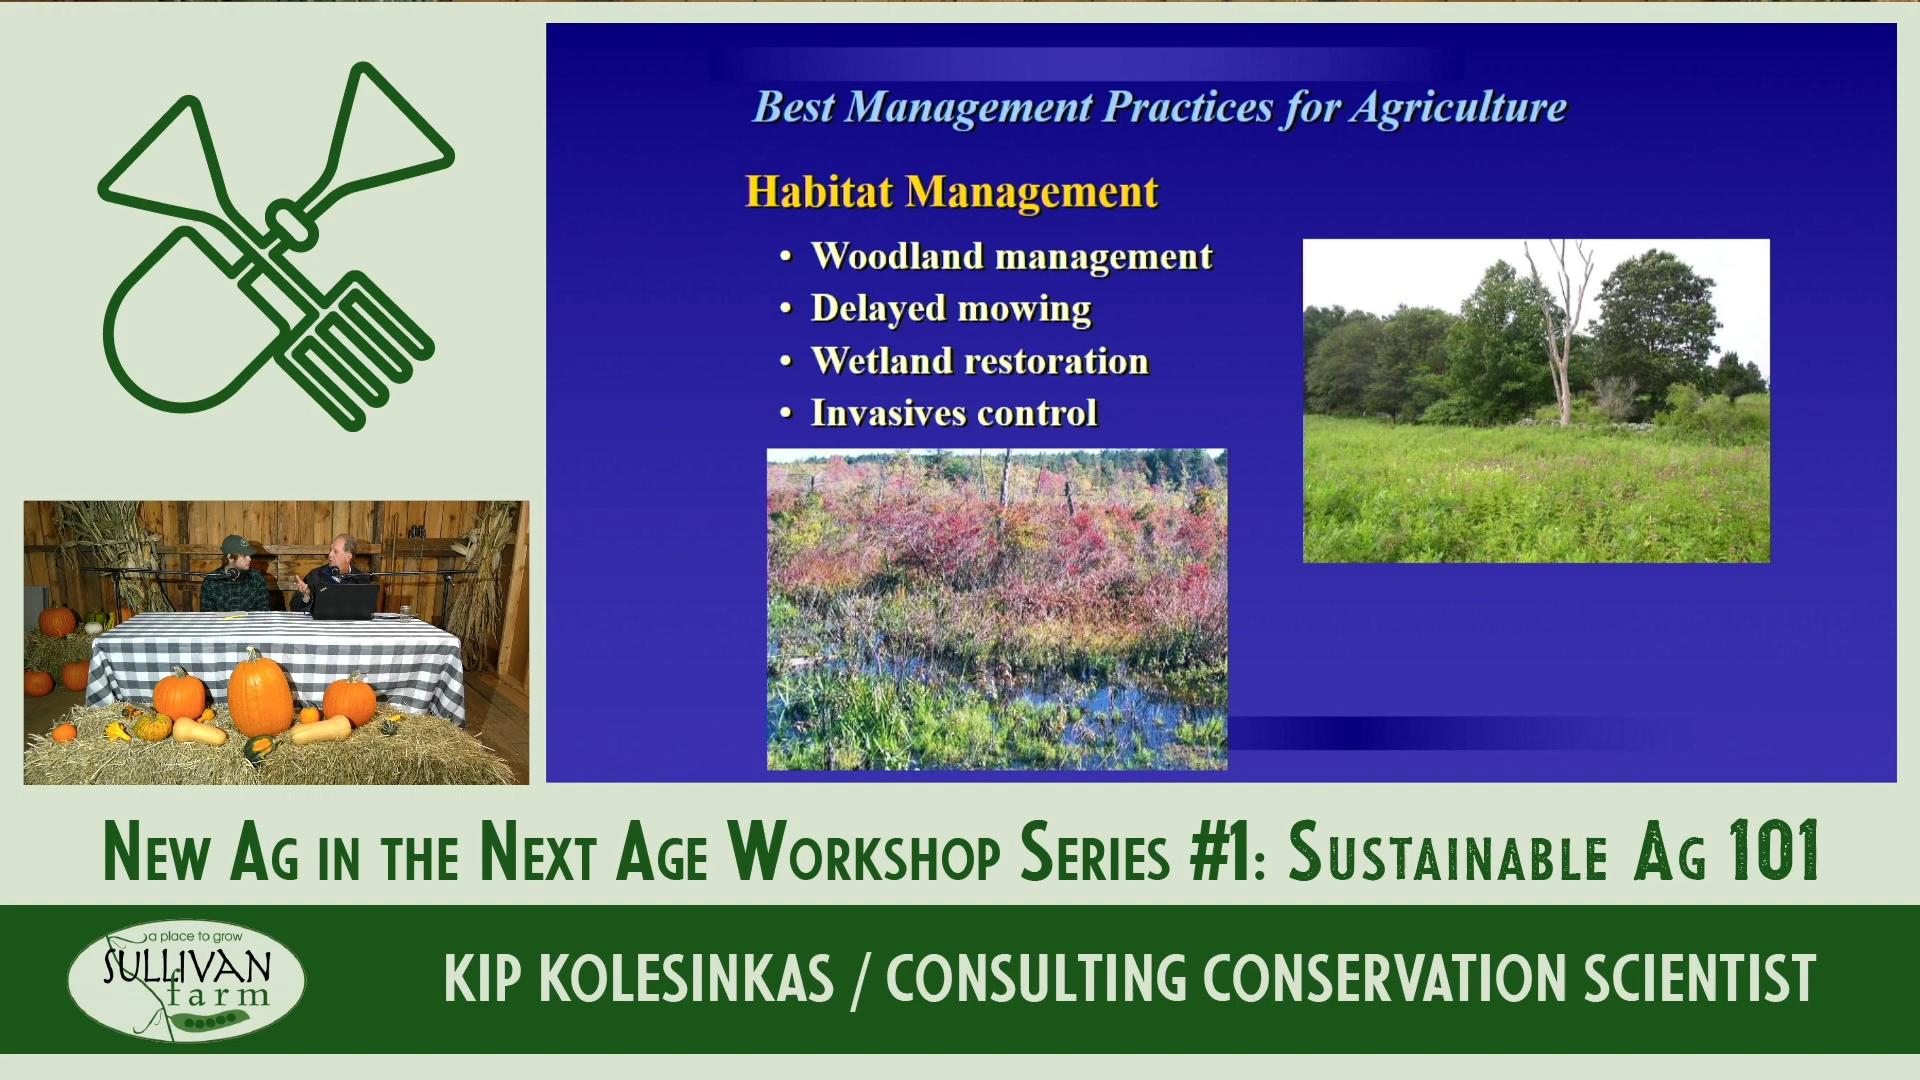 Best Management Practices for Agriculture
Habitat Management
• Woodland management
• Delayed mowing
• Wetland restoration
• Invasives control
New Ag in the Next Age Workshop Series #1: Sustainable Ag 101
a place to grow
SULLIVAN
farm
KIP KOLESINKAS / CONSULTING CONSERVATION SCIENTIST